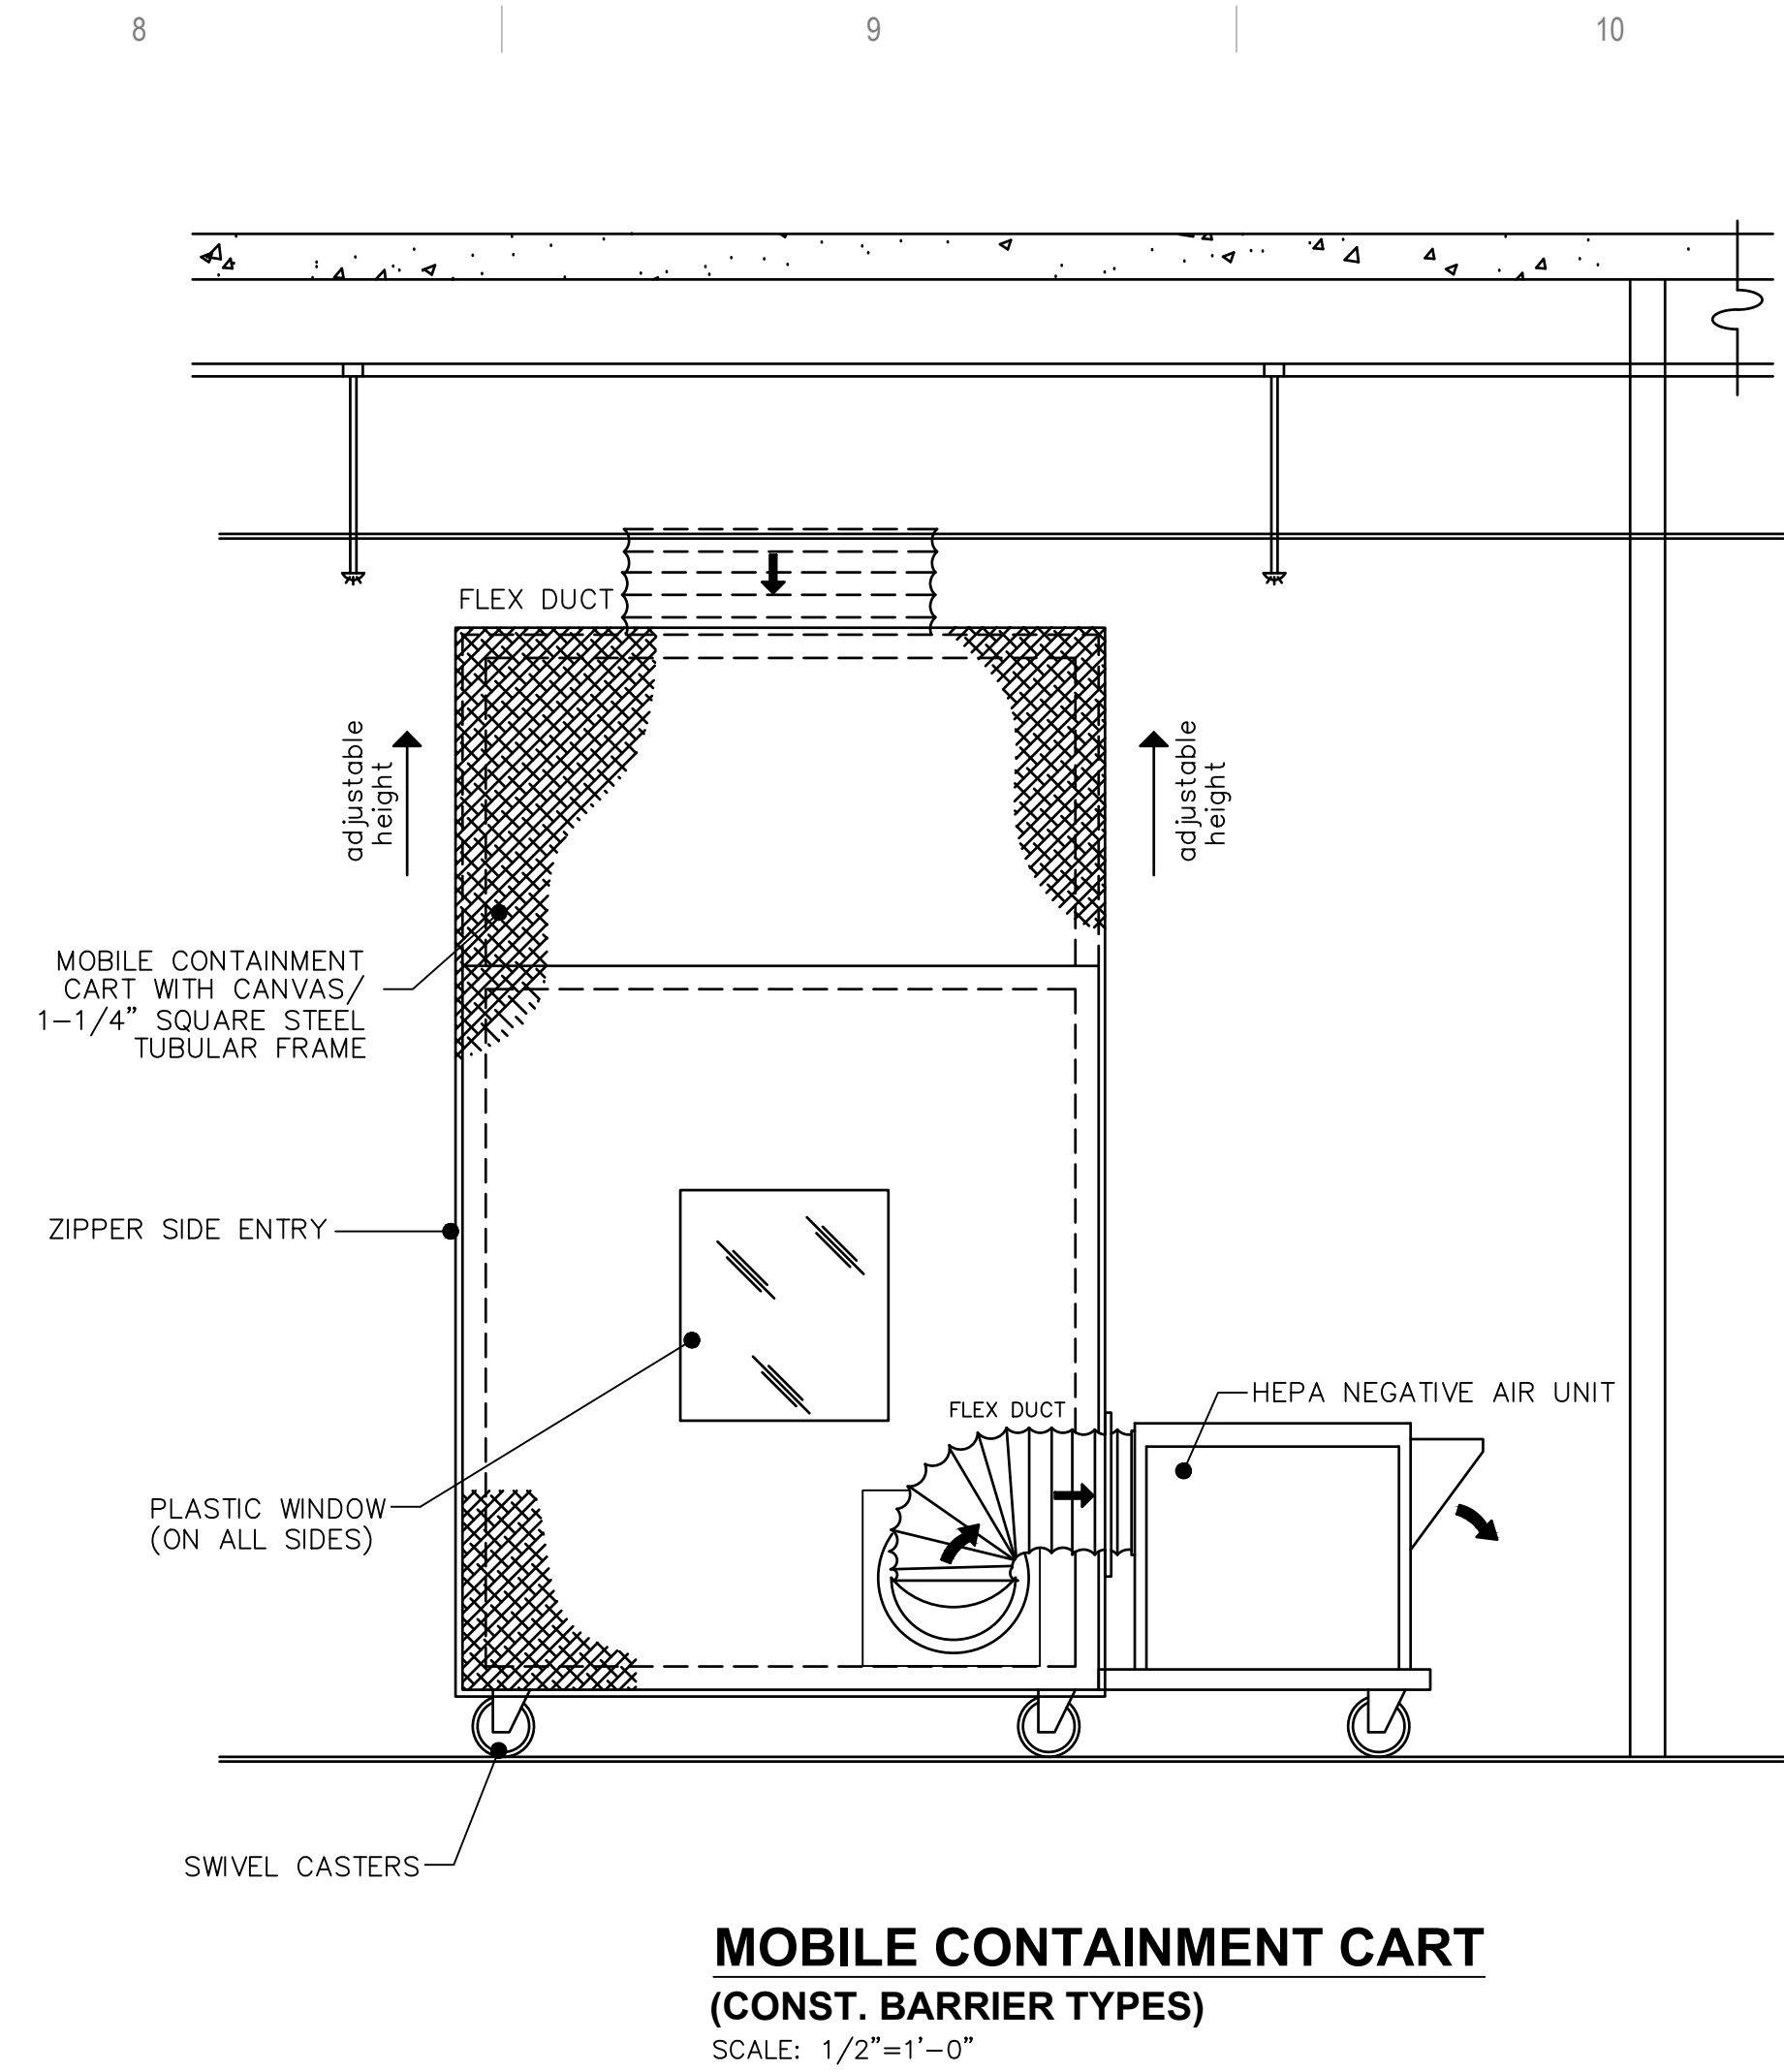 8
9
10
FLEX DUCT
adjustable
height
adjustable
height
MOBILE CONTAINMENT
CART WITH CANVAS/
1-1/4" SQUARE STEEL
TUBULAR FRAME
ZIPPER SIDE ENTRY
FLEX DUCT
HEPA NEGATIVE AIR UNIT
PLASTIC WINDOW
(ON ALL SIDES)
SWIVEL CASTERS
MOBILE CONTAINMENT CART
(CONST. BARRIER TYPES)
SCALE: 1/2"=1'-0"